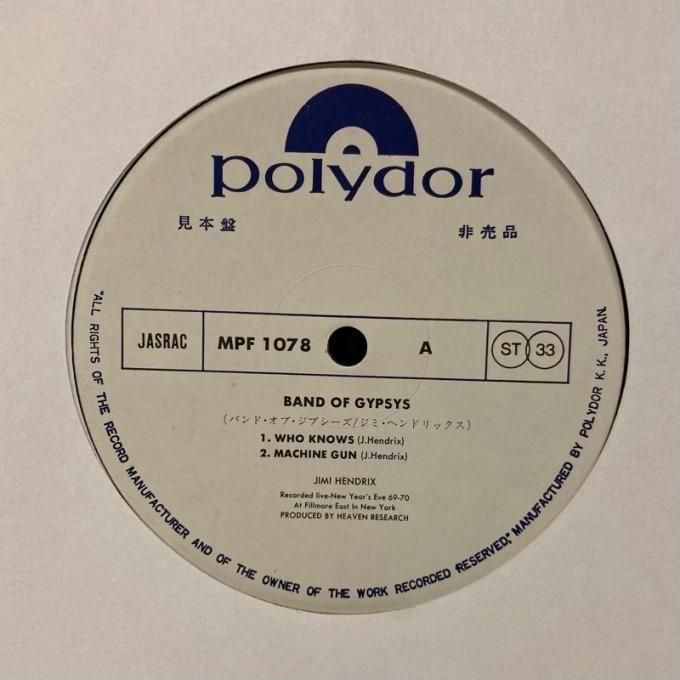 polydor
見本盤
非売品
JASRAC
MPF 1078
A
ST 33
BAND OF GYPSYS
(バンド・オブ・ジプシーズ/ジミ・ヘンドリックス)
1. WHO KNOWS (J.Hendrix)
2. MACHINE GUN (J.Hendrix)
JIMI HENDRIX
Recorded live-New Year's Eve 69-70
At Fillmore East In New York
PRODUCED BY HEAVEN RESEARCH
"ALL RIGHTS OF THE RECORD MANUFACTURER AND OF THE OWNER OF THE WORK RECORDED RESERVED," MANUFACTURED BY POLYDOR K. K., JAPAN.